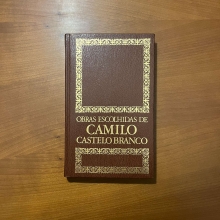 OBRAS ESCOLHIDAS DE
CAMILO
CASTELO BRANCO